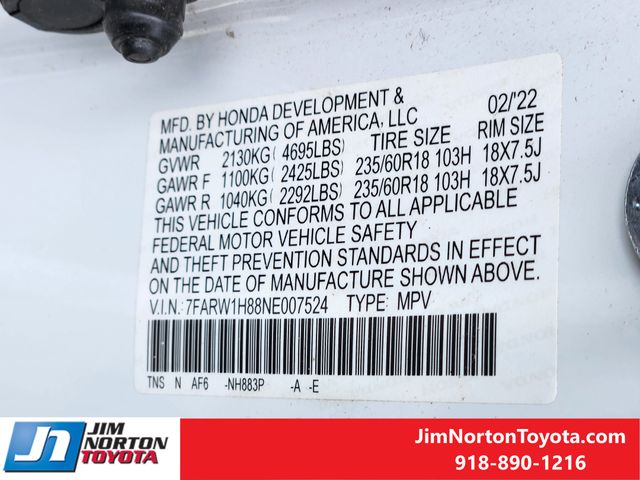 MFD. BY HONDA DEVELOPMENT &
MANUFACTURING OF AMERICA, LLC 02/'22
GVWR 2130KG ( 4695LBS) TIRE SIZE RIM SIZE
GAWR F 1100KG ( 2425LBS) 235/60R18 103H 18X7.5J
GAWR R 1040KG ( 2292LBS) 235/60R18 103H 18X7.5J
THIS VEHICLE CONFORMS TO ALL APPLICABLE
FEDERAL MOTOR VEHICLE SAFETY
AND THEFT PREVENTION STANDARDS IN EFFECT
ON THE DATE OF MANUFACTURE SHOWN ABOVE.
V.I.N.: 7FARW1H88NE007524 TYPE: MPV
TNS N AF6 -NH883P -A -E
JN JIM NORTON TOYOTA
JimNortonToyota.com
918-890-1216